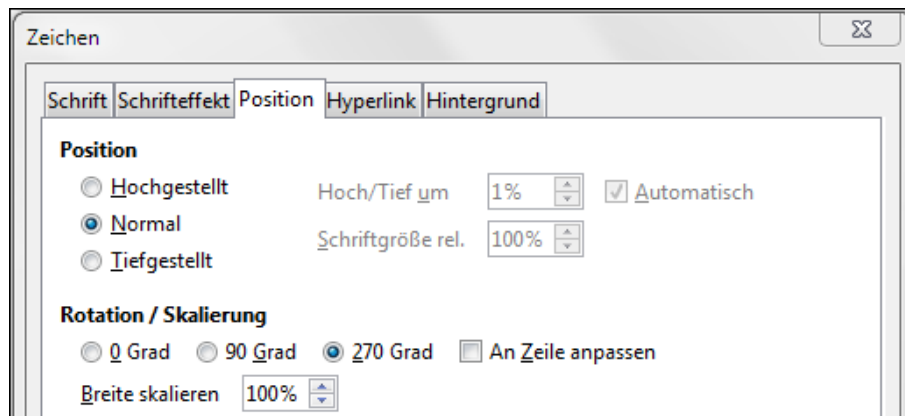 Zeichen
Schrift Schrifteffekt Position Hyperlink Hintergrund
Position
Hochgestellt Hoch/Tief um 1% Automatisch
Normal
Schriftgröße rel. 100%
Tiefgestellt
Rotation / Skalierung
0 Grad 90 Grad 270 Grad An Zeile anpassen
Breite skalieren 100%